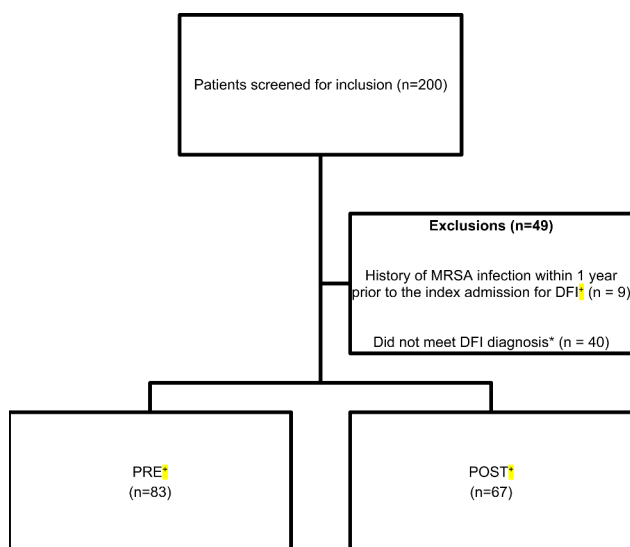 Patients screened for inclusion (n=200)
Exclusions (n=49)
History of MRSA infection within 1 year
prior to the index admission for DFI+ (n = 9)
Did not meet DFI diagnosis* (n = 40)
PRE+
(n=83)
POST+
(n=67)